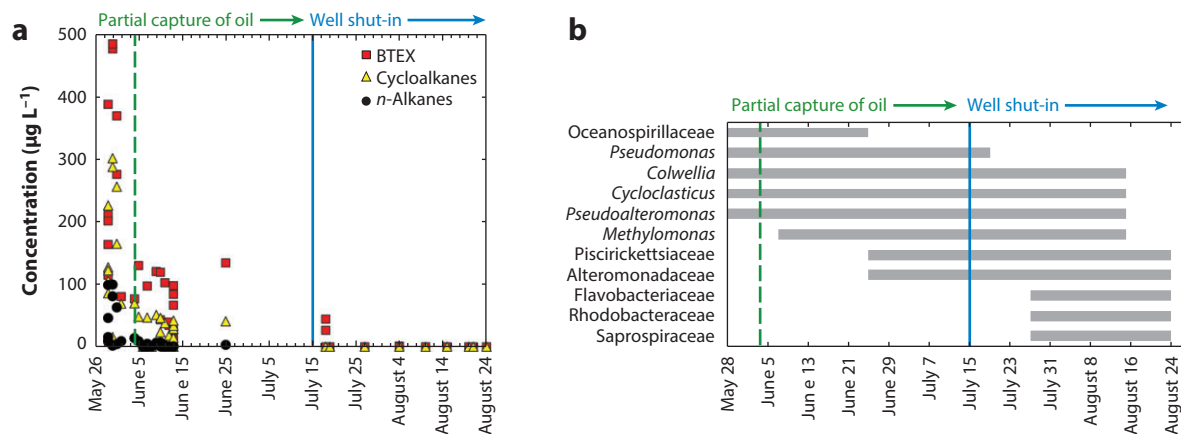 a
Partial capture of oil
Well shut-in
500
400
300
200
100
0
Concentration (µg L⁻¹)
BTEX
Cycloalkanes
n-Alkanes
May 26
June 5
Jun e 15
June 25
July 5
July 15
July 25
August 4
August 14
August 24
b
Partial capture of oil
Well shut-in
Oceanospirillaceae
Pseudomonas
Colwellia
Cycloclasticus
Pseudoalteromonas
Methylomonas
Piscirickettsiaceae
Alteromonadaceae
Flavobacteriaceae
Rhodobacteraceae
Saprospiraceae
May 28
June 5
Jun e 13
June 21
June 29
July 7
July 15
July 23
July 31
August 8
August 16
August 24